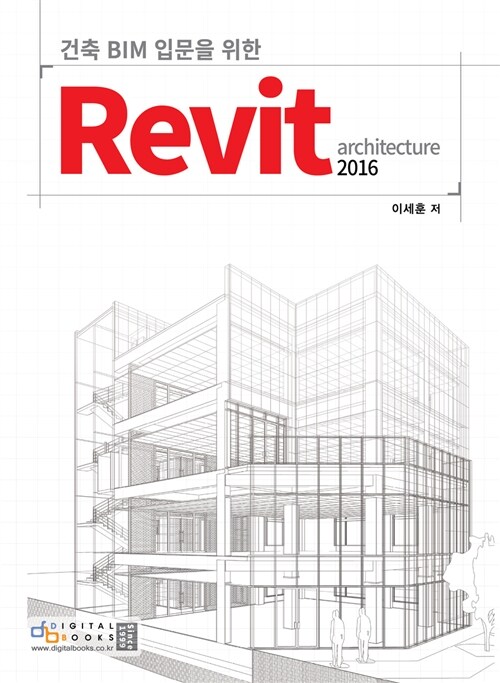 건축 BIM 입문을 위한
Revit
architecture
2016
이세훈 저
DIGITAL
BOOKS
Since
1999
www.digitalbooks.co.kr